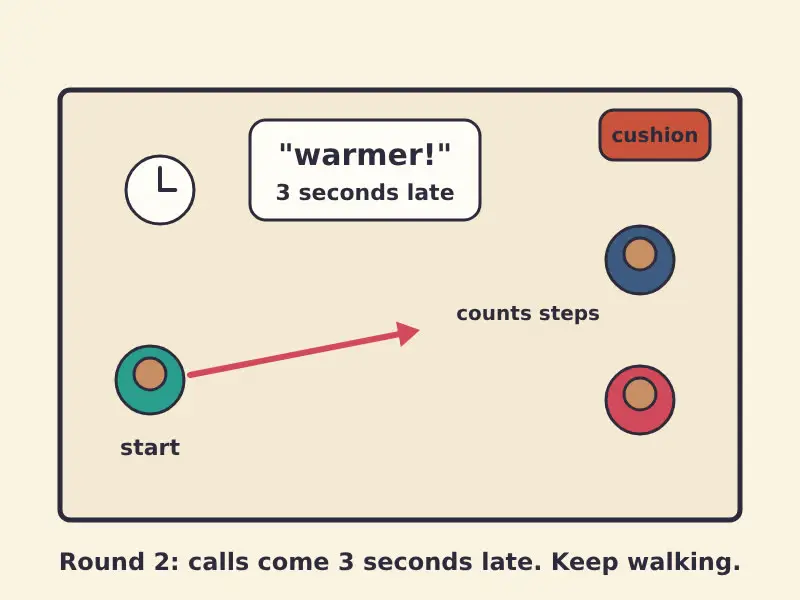 "warmer!"
3 seconds late
cushion
counts steps
start
Round 2: calls come 3 seconds late. Keep walking.